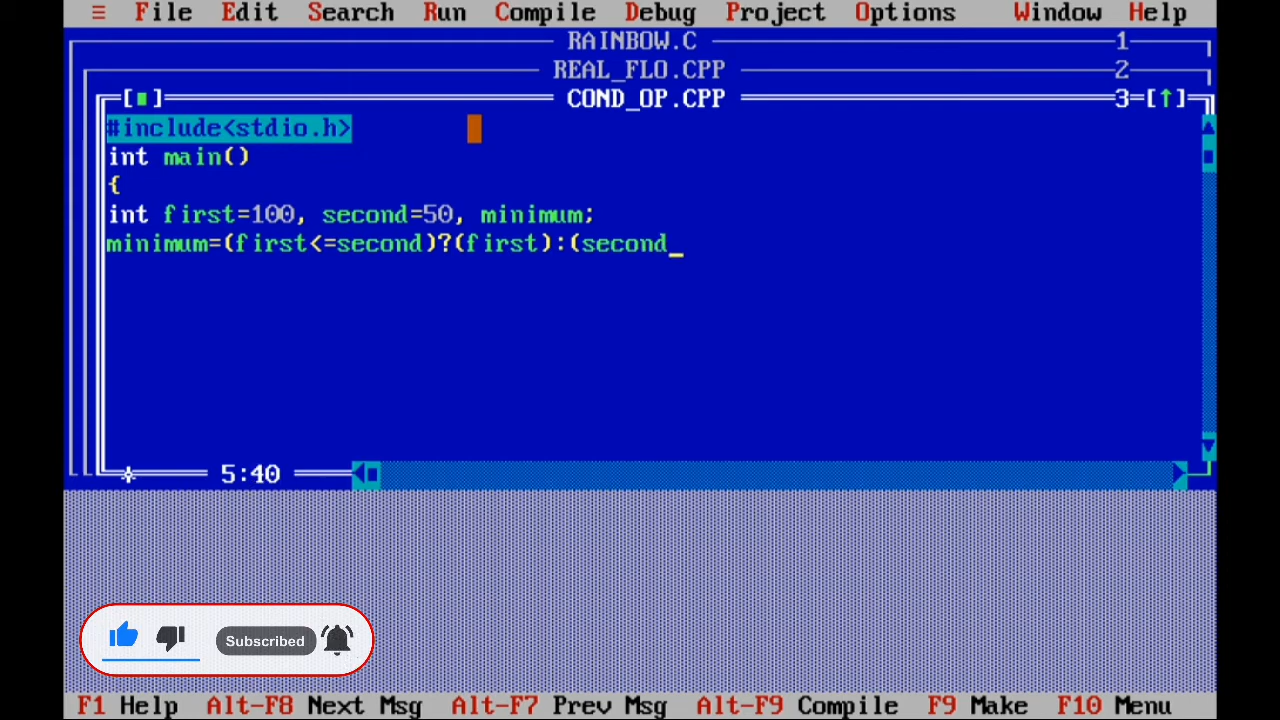 ≡ File Edit Search Run Compile Debug Project Options Window Help
RAINBOW.C 1
REAL_FLO.CPP 2
[■] COND_OP.CPP 3=[↑]
#include<stdio.h>
int main()
{
int first=100, second=50, minimum;
minimum=(first<=second)?(first):(second_
5:40
Subscribed
F1 Help Alt-F8 Next Msg Alt-F7 Prev Msg Alt-F9 Compile F9 Make F10 Menu